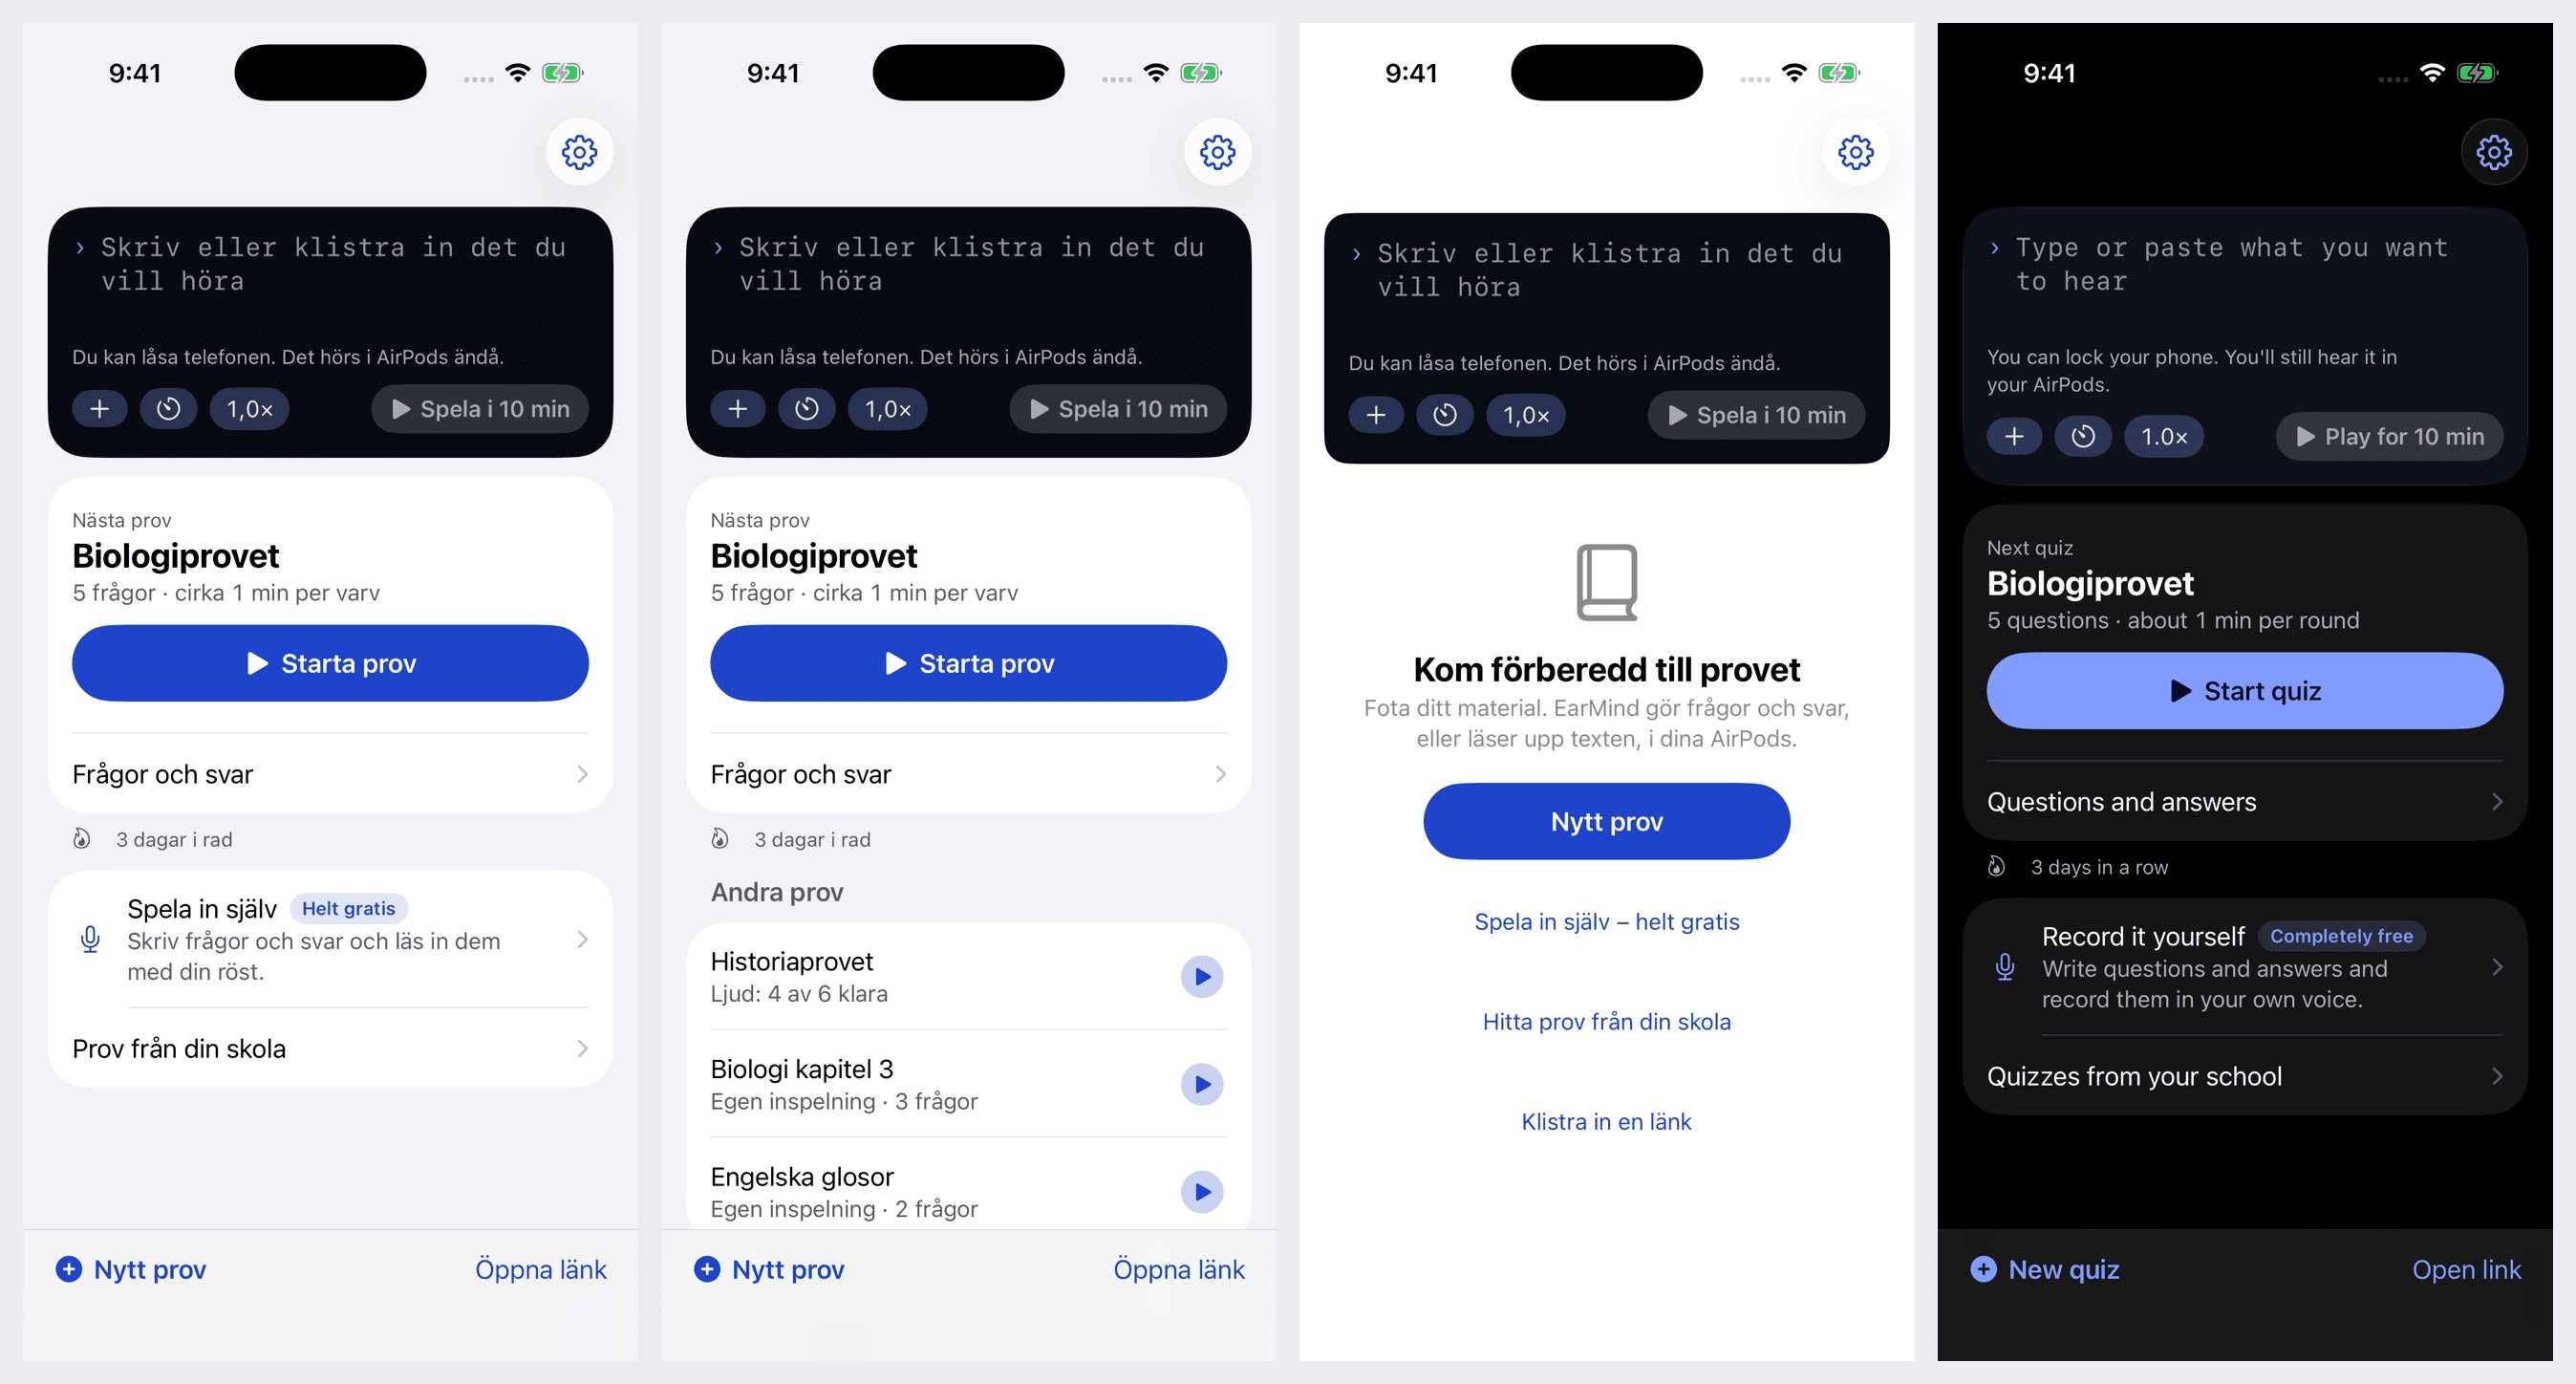 9:41
› Skriv eller klistra in det du
vill höra
Du kan låsa telefonen. Det hörs i AirPods ändå.
1,0×
Spela i 10 min
Nästa prov
Biologiprovet
5 frågor · cirka 1 min per varv
Starta prov
Frågor och svar
3 dagar i rad
Spela in själv Helt gratis
Skriv frågor och svar och läs in dem
med din röst.
Prov från din skola
Nytt prov
Öppna länk
9:41
› Skriv eller klistra in det du
vill höra
Du kan låsa telefonen. Det hörs i AirPods ändå.
1,0×
Spela i 10 min
Nästa prov
Biologiprovet
5 frågor · cirka 1 min per varv
Starta prov
Frågor och svar
3 dagar i rad
Andra prov
Historiaprovet
Ljud: 4 av 6 klara
Biologi kapitel 3
Egen inspelning · 3 frågor
Engelska glosor
Egen inspelning · 2 frågor
Nytt prov
Öppna länk
9:41
› Skriv eller klistra in det du
vill höra
Du kan låsa telefonen. Det hörs i AirPods ändå.
1,0×
Spela i 10 min
Kom förberedd till provet
Fota ditt material. EarMind gör frågor och svar,
eller läser upp texten, i dina AirPods.
Nytt prov
Spela in själv – helt gratis
Hitta prov från din skola
Klistra in en länk
9:41
› Type or paste what you want
to hear
You can lock your phone. You'll still hear it in
your AirPods.
1.0×
Play for 10 min
Next quiz
Biologiprovet
5 questions · about 1 min per round
Start quiz
Questions and answers
3 days in a row
Record it yourself Completely free
Write questions and answers and
record them in your own voice.
Quizzes from your school
New quiz
Open link